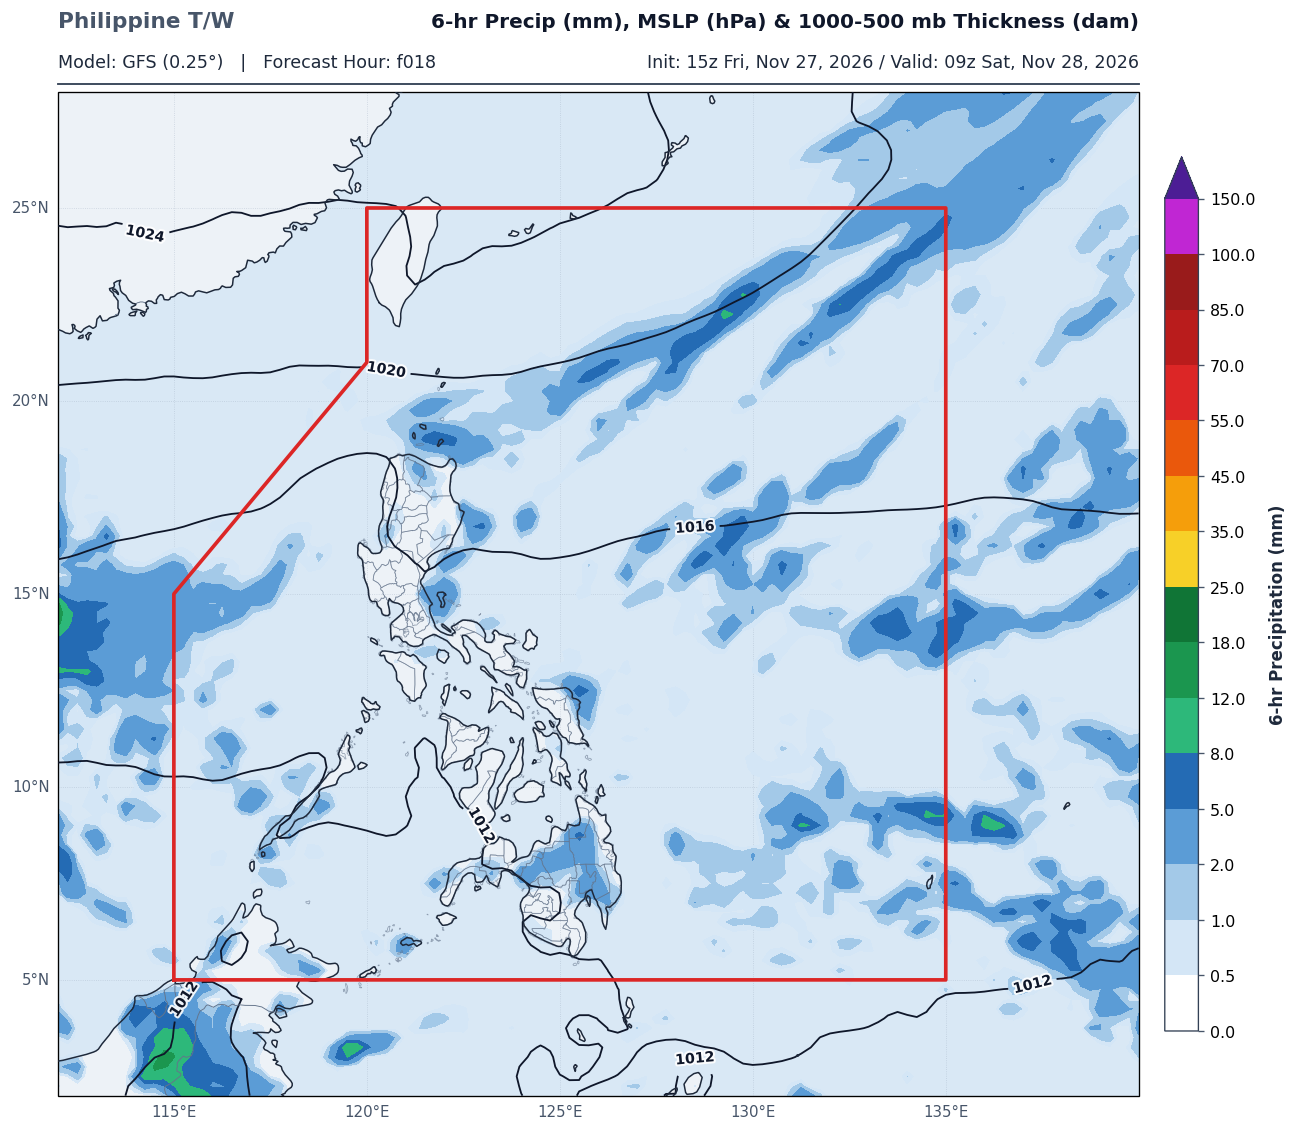 Philippine T/W
6-hr Precip (mm), MSLP (hPa) & 1000-500 mb Thickness (dam)
Model: GFS (0.25°) | Forecast Hour: f018
Init: 15z Fri, Nov 27, 2026 / Valid: 09z Sat, Nov 28, 2026
25°N
20°N
15°N
10°N
5°N
1024
1020
1016
1012
1012
1012
1012
115°E
120°E
125°E
130°E
135°E
150.0
100.0
85.0
70.0
55.0
45.0
35.0
25.0
18.0
12.0
8.0
5.0
2.0
1.0
0.5
0.0
6-hr Precipitation (mm)